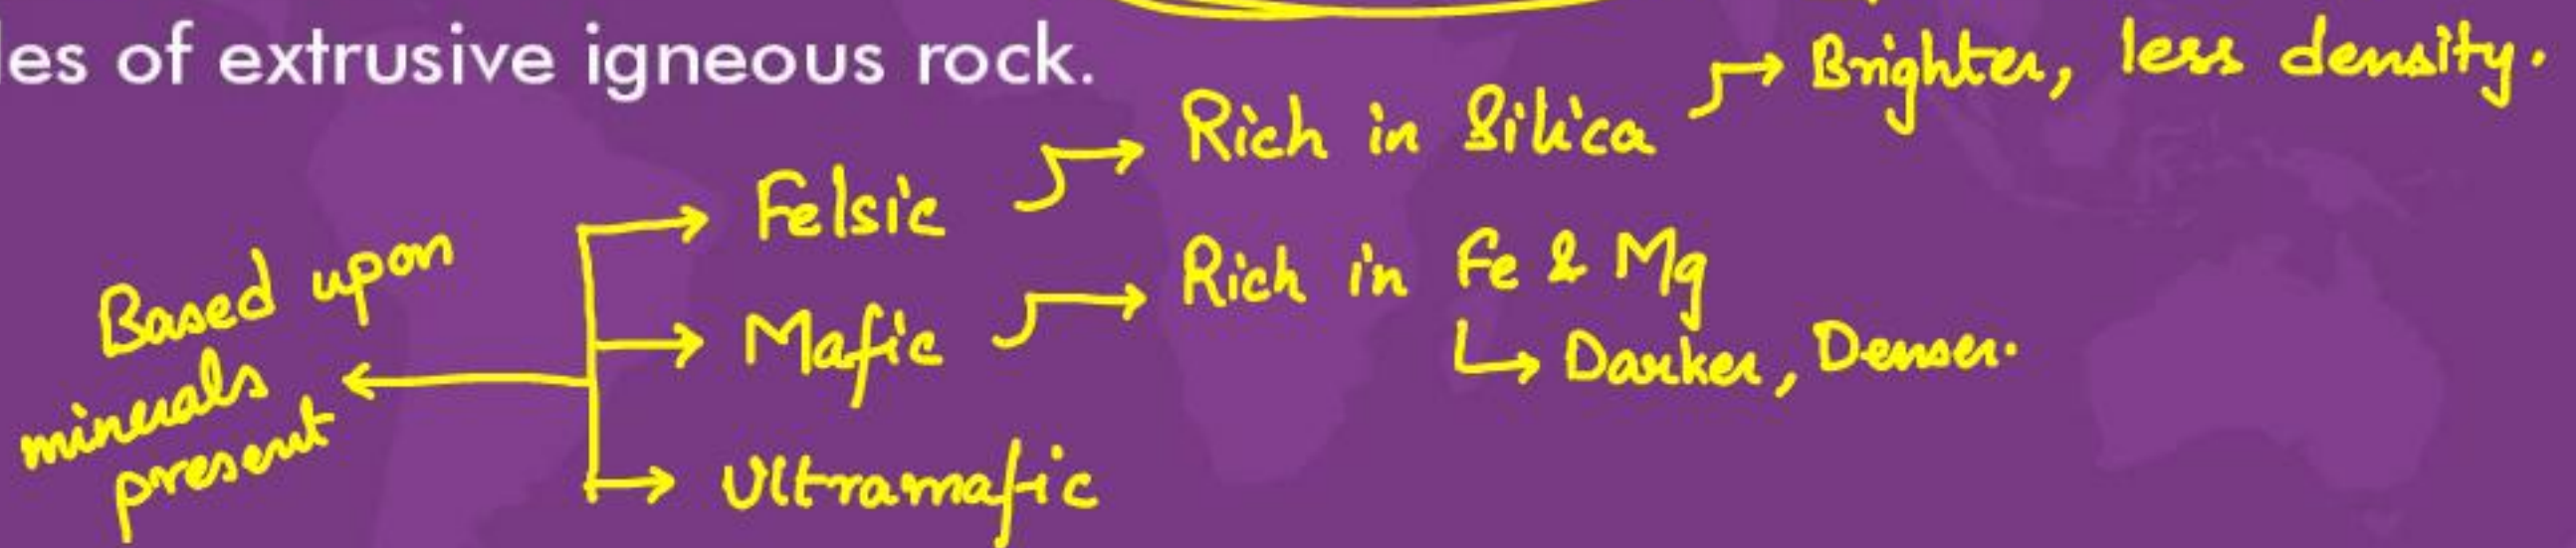 les of extrusive igneous rock.
→ Brighter, less density.
Felsic → Rich in Silica
Based upon
minerals
present
Mafic → Rich in Fe & Mg
↳ Darker, Denser.
Ultramafic